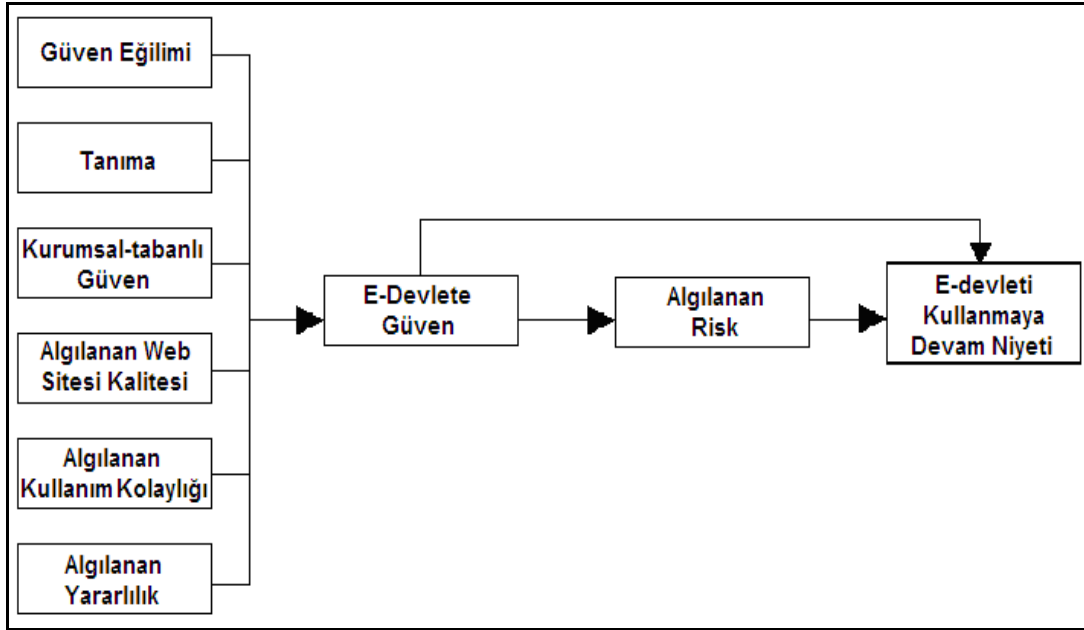 Güven Eğilimi
Tanıma
Kurumsal-tabanlı
Güven
Algılanan Web
Sitesi Kalitesi
Algılanan
Kullanım Kolaylığı
Algılanan
Yararlılık
E-Devlete
Güven
Algılanan
Risk
E-devleti
Kullanmaya
Devam Niyeti